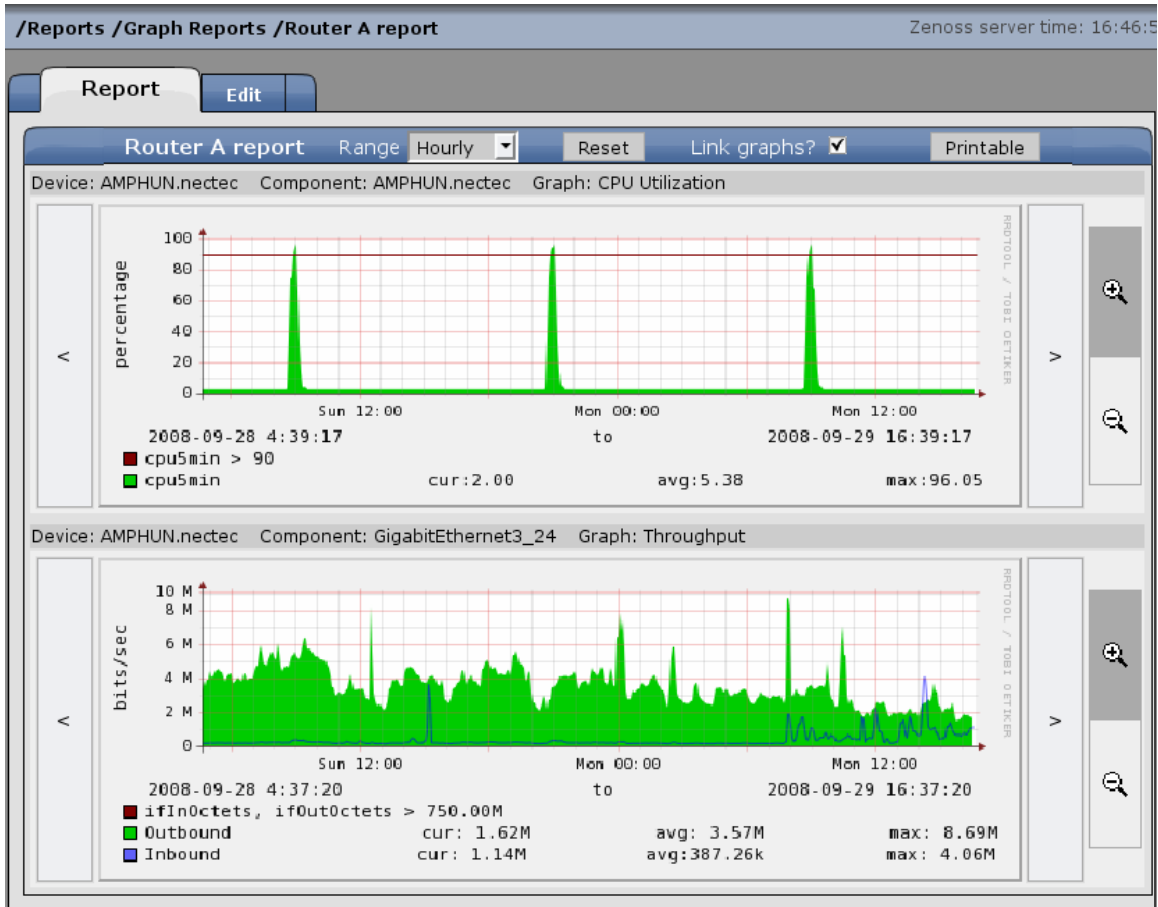 /Reports /Graph Reports /Router A report Zenoss server time: 16:46:5
Report Edit
Router A report Range Hourly Reset Link graphs? Printable
Device: AMPHUN.nectec Component: AMPHUN.nectec Graph: CPU Utilization
100
80
60
40
20
0
percentage
RRDTOOL / TOBI OETIKER
< >
Sun 12:00 Mon 00:00 Mon 12:00
2008-09-28 4:39:17 to 2008-09-29 16:39:17
cpu5min > 90
cpu5min cur:2.00 avg:5.38 max:96.05
Device: AMPHUN.nectec Component: GigabitEthernet3_24 Graph: Throughput
10 M
8 M
6 M
4 M
2 M
0
bits/sec
RRDTOOL / TOBI OETIKER
< >
Sun 12:00 Mon 00:00 Mon 12:00
2008-09-28 4:37:20 to 2008-09-29 16:37:20
ifInOctets, ifOutOctets > 750.00M
Outbound cur: 1.62M avg: 3.57M max: 8.69M
Inbound cur: 1.14M avg:387.26k max: 4.06M